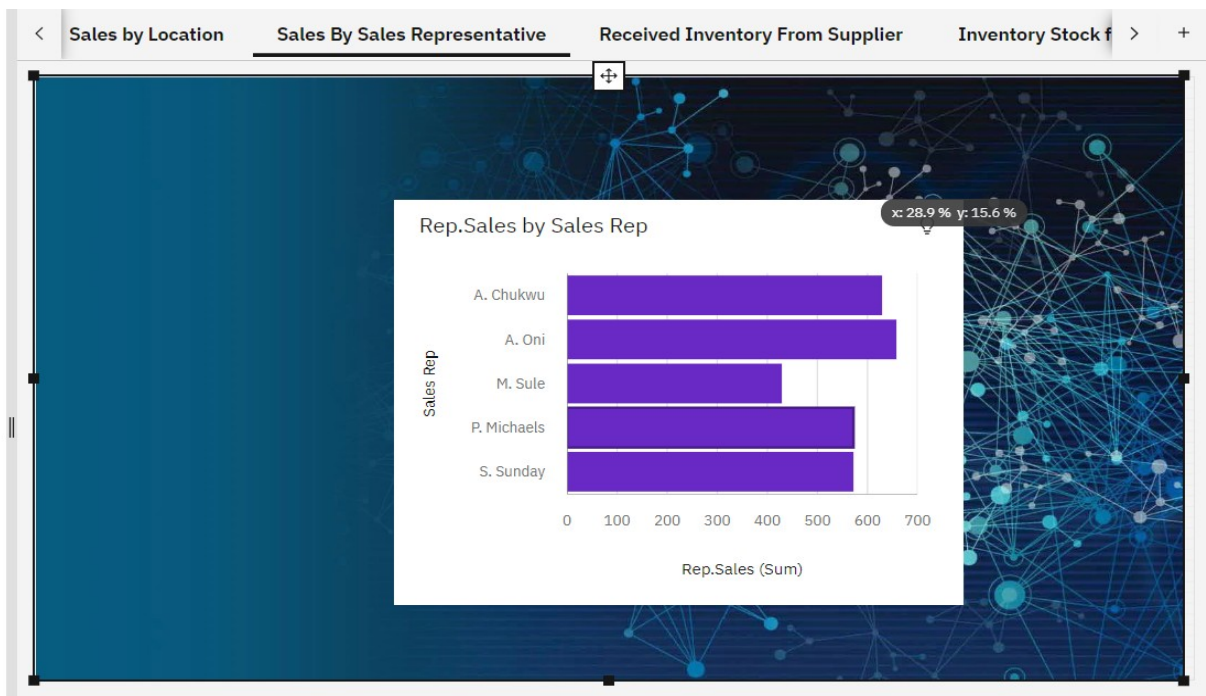 Sales by Location
Sales By Sales Representative
Received Inventory From Supplier
Inventory Stock f
x: 28.9 % y: 15.6 %
Rep.Sales by Sales Rep
A. Chukwu
A. Oni
M. Sule
P. Michaels
S. Sunday
Sales Rep
0 100 200 300 400 500 600 700
Rep.Sales (Sum)